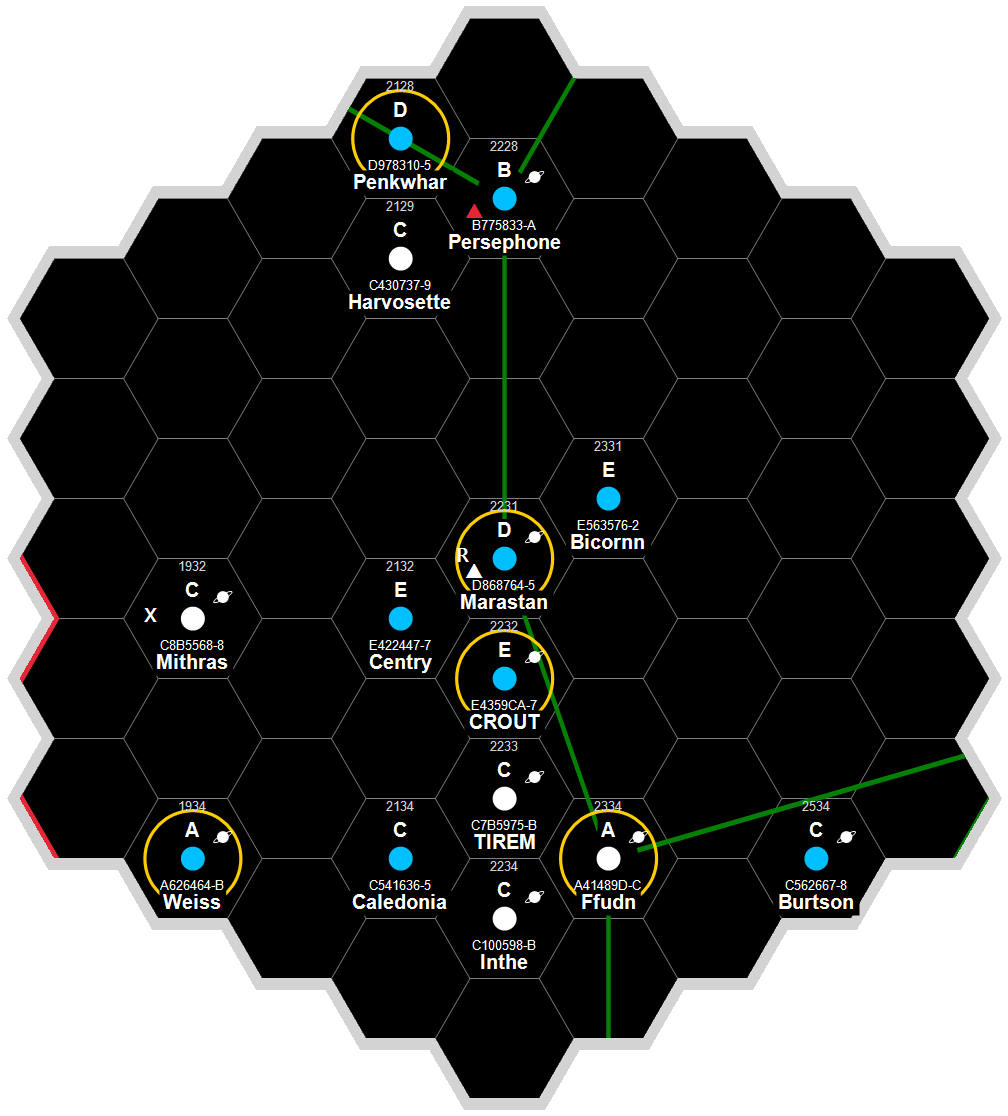 2128
D
D978310-5
Penkwhar
2228
B
B775833-A
Persephone
2129
C
C430737-9
Harvosette
2331
E
E563576-2
Bicornn
2231
D
R
D868764-5
Marastan
1932
C
X
C8B5568-8
Mithras
2132
E
E422447-7
Centry
2232
E
E4359CA-7
CROUT
2233
C
C7B5975-B
TIREM
1934
A
A626464-B
Weiss
2134
C
C541636-5
Caledonia
2334
A
A41489D-C
Ffudn
2534
C
C562667-8
Burtson
2234
C
C100598-B
Inthe